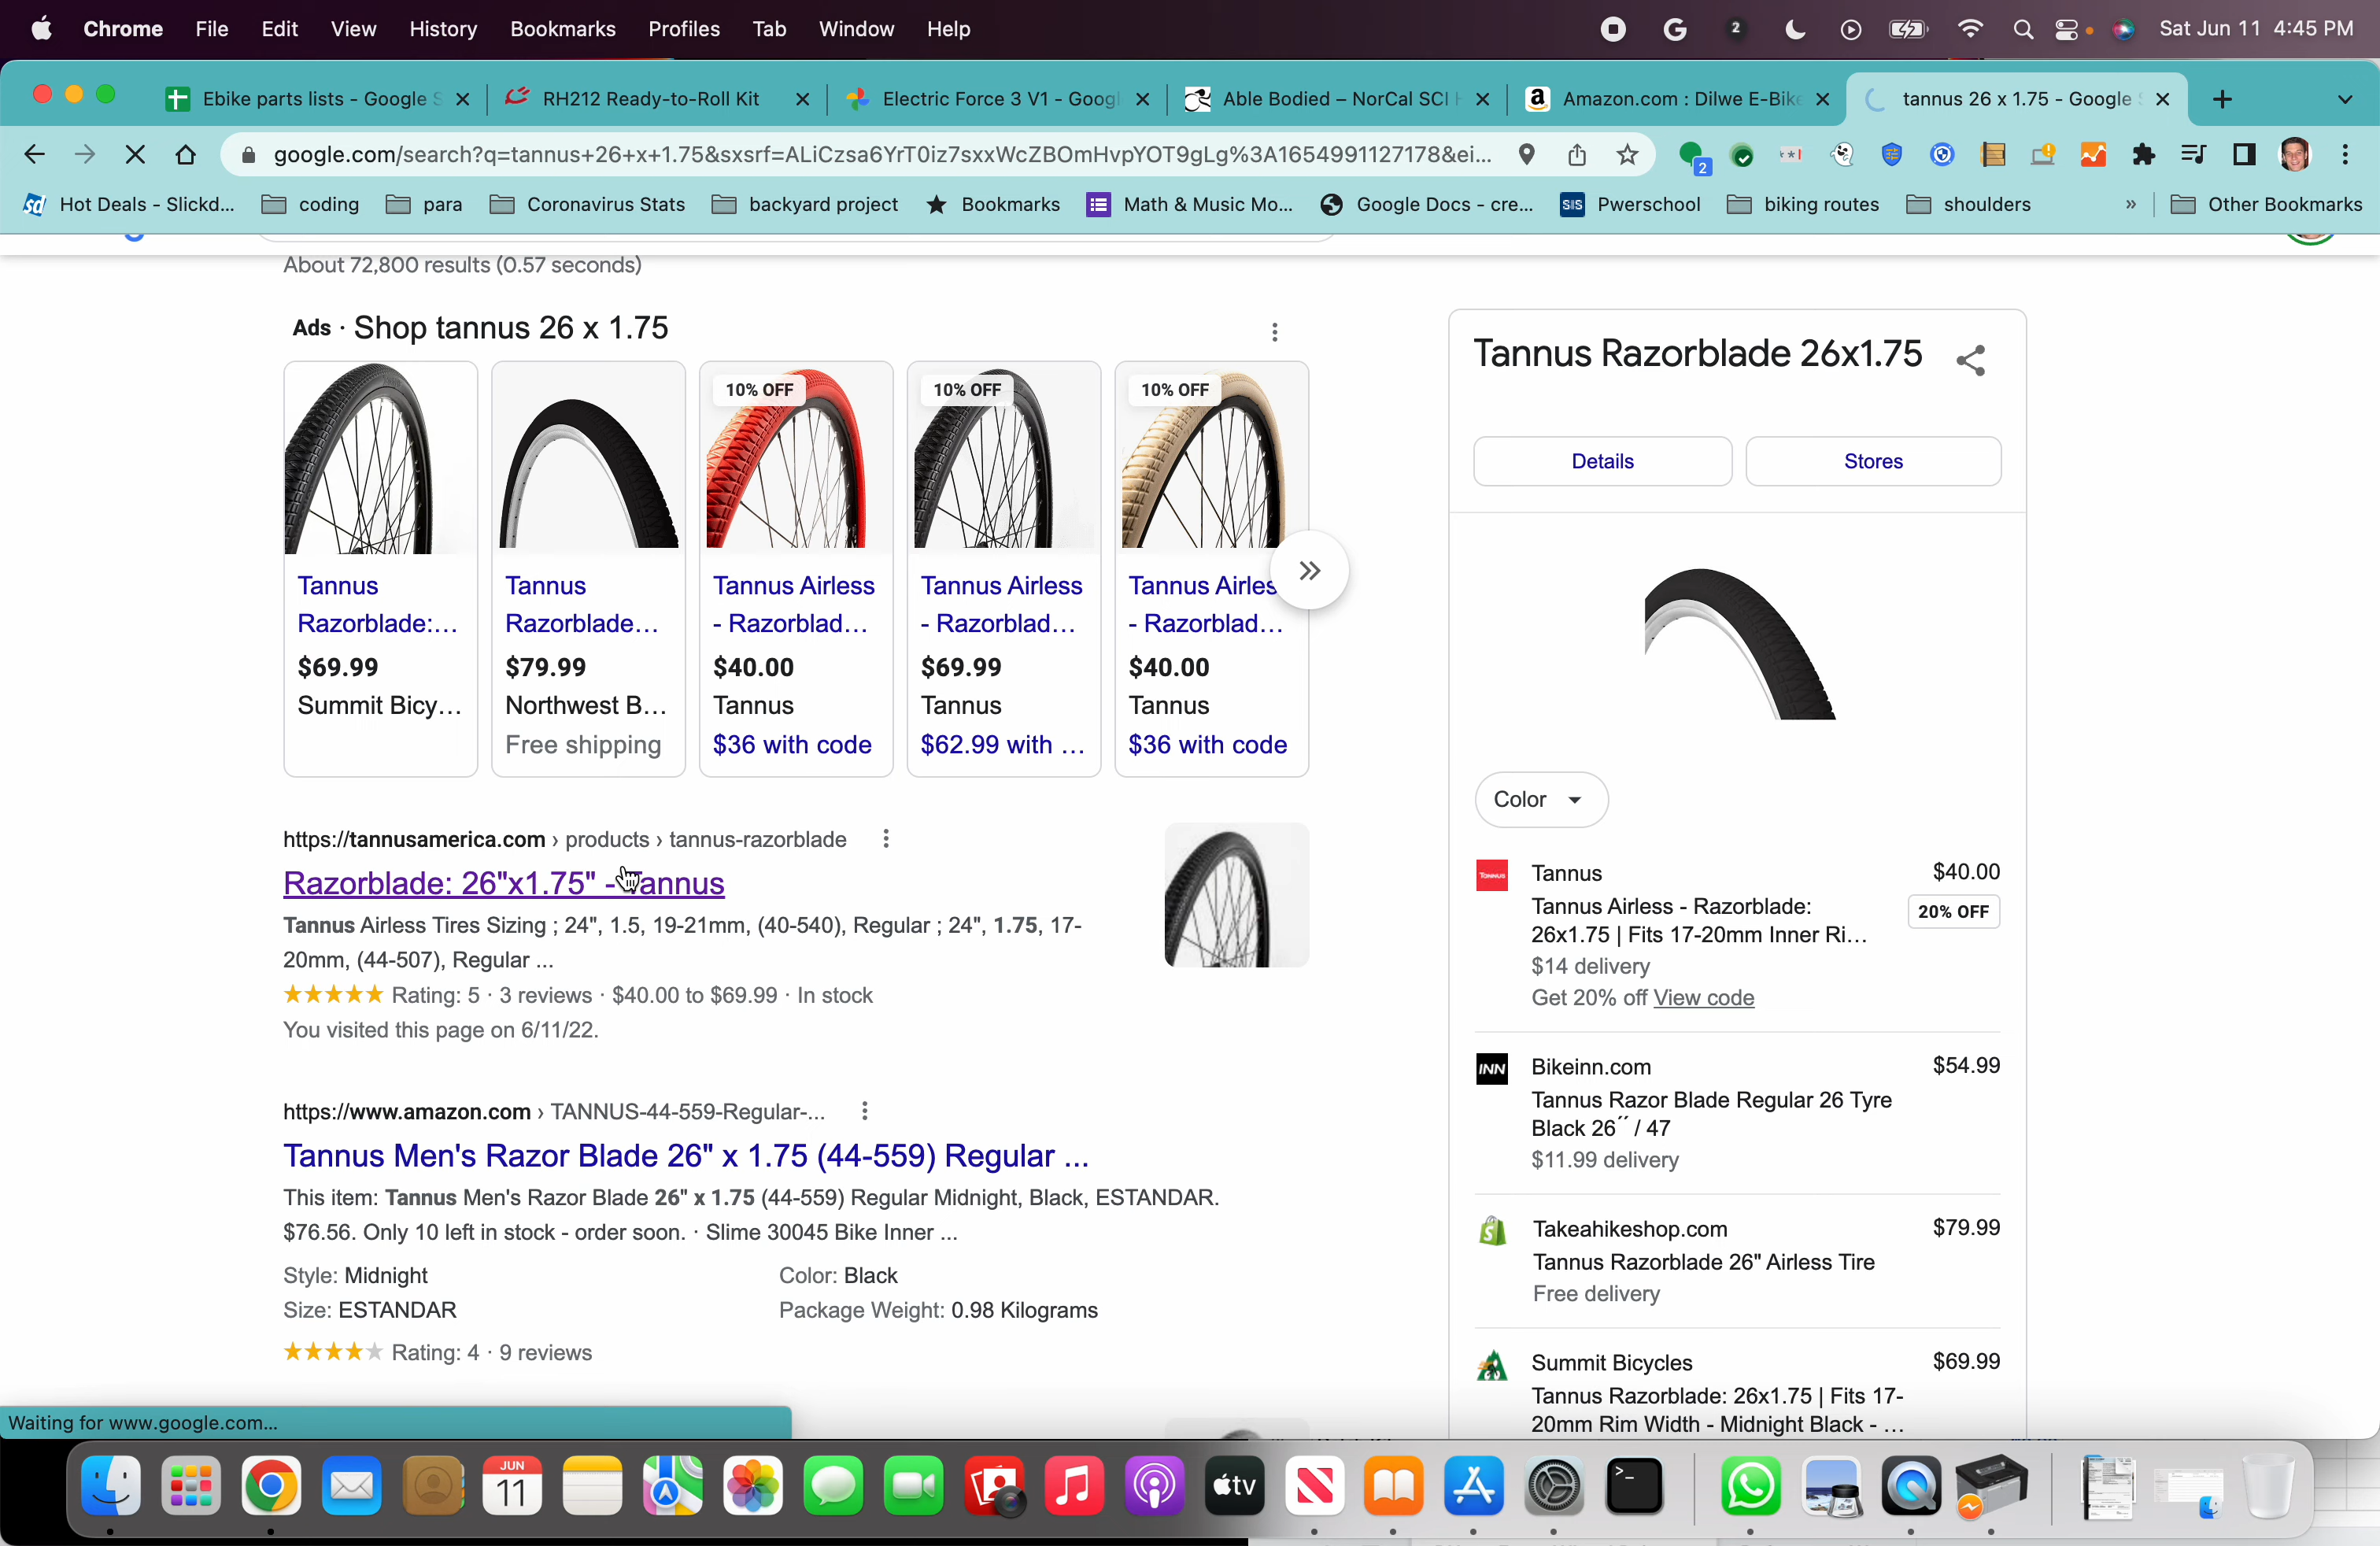 Chrome File Edit View History Bookmarks Profiles Tab Window Help
2 Sat Jun 11 4:45 PM
Ebike parts lists - Google S
RH212 Ready-to-Roll Kit
Electric Force 3 V1 - Googl
Able Bodied – NorCal SCI H
Amazon.com : Dilwe E-Bike
tannus 26 x 1.75 - Google S
google.com/search?q=tannus+26+x+1.75&sxsrf=ALiCzsa6YrT0iz7sxxWcZBOmHvpYOT9gLg%3A1654991127178&ei...
2
Hot Deals - Slickd... coding para Coronavirus Stats backyard project Bookmarks Math & Music Mo... Google Docs - cre... SIS Pwerschool biking routes shoulders » Other Bookmarks
About 72,800 results (0.57 seconds)
Ads · Shop tannus 26 x 1.75
Tannus
Razorblade:...
$69.99
Summit Bicy...
Tannus
Razorblade...
$79.99
Northwest B...
Free shipping
10% OFF
Tannus Airless
- Razorblad...
$40.00
Tannus
$36 with code
10% OFF
Tannus Airless
- Razorblad...
$69.99
Tannus
$62.99 with ...
10% OFF
Tannus Airles
- Razorblad...
$40.00
Tannus
$36 with code
https://tannusamerica.com › products › tannus-razorblade
Razorblade: 26"x1.75" - Tannus
Tannus Airless Tires Sizing ; 24", 1.5, 19-21mm, (40-540), Regular ; 24", 1.75, 17-
20mm, (44-507), Regular ...
Rating: 5 · 3 reviews · $40.00 to $69.99 · In stock
You visited this page on 6/11/22.
https://www.amazon.com › TANNUS-44-559-Regular-...
Tannus Men's Razor Blade 26" x 1.75 (44-559) Regular ...
This item: Tannus Men's Razor Blade 26" x 1.75 (44-559) Regular Midnight, Black, ESTANDAR.
$76.56. Only 10 left in stock - order soon. · Slime 30045 Bike Inner ...
Style: Midnight Color: Black
Size: ESTANDAR Package Weight: 0.98 Kilograms
Rating: 4 · 9 reviews
Tannus Razorblade 26x1.75
Details Stores
Color
Tannus $40.00
Tannus Airless - Razorblade: 20% OFF
26x1.75 | Fits 17-20mm Inner Ri...
$14 delivery
Get 20% off View code
INN Bikeinn.com $54.99
Tannus Razor Blade Regular 26 Tyre
Black 26´´ / 47
$11.99 delivery
Takeahikeshop.com $79.99
Tannus Razorblade 26" Airless Tire
Free delivery
Summit Bicycles $69.99
Tannus Razorblade: 26x1.75 | Fits 17-
20mm Rim Width - Midnight Black - ...
Waiting for www.google.com...
JUN
11
tv